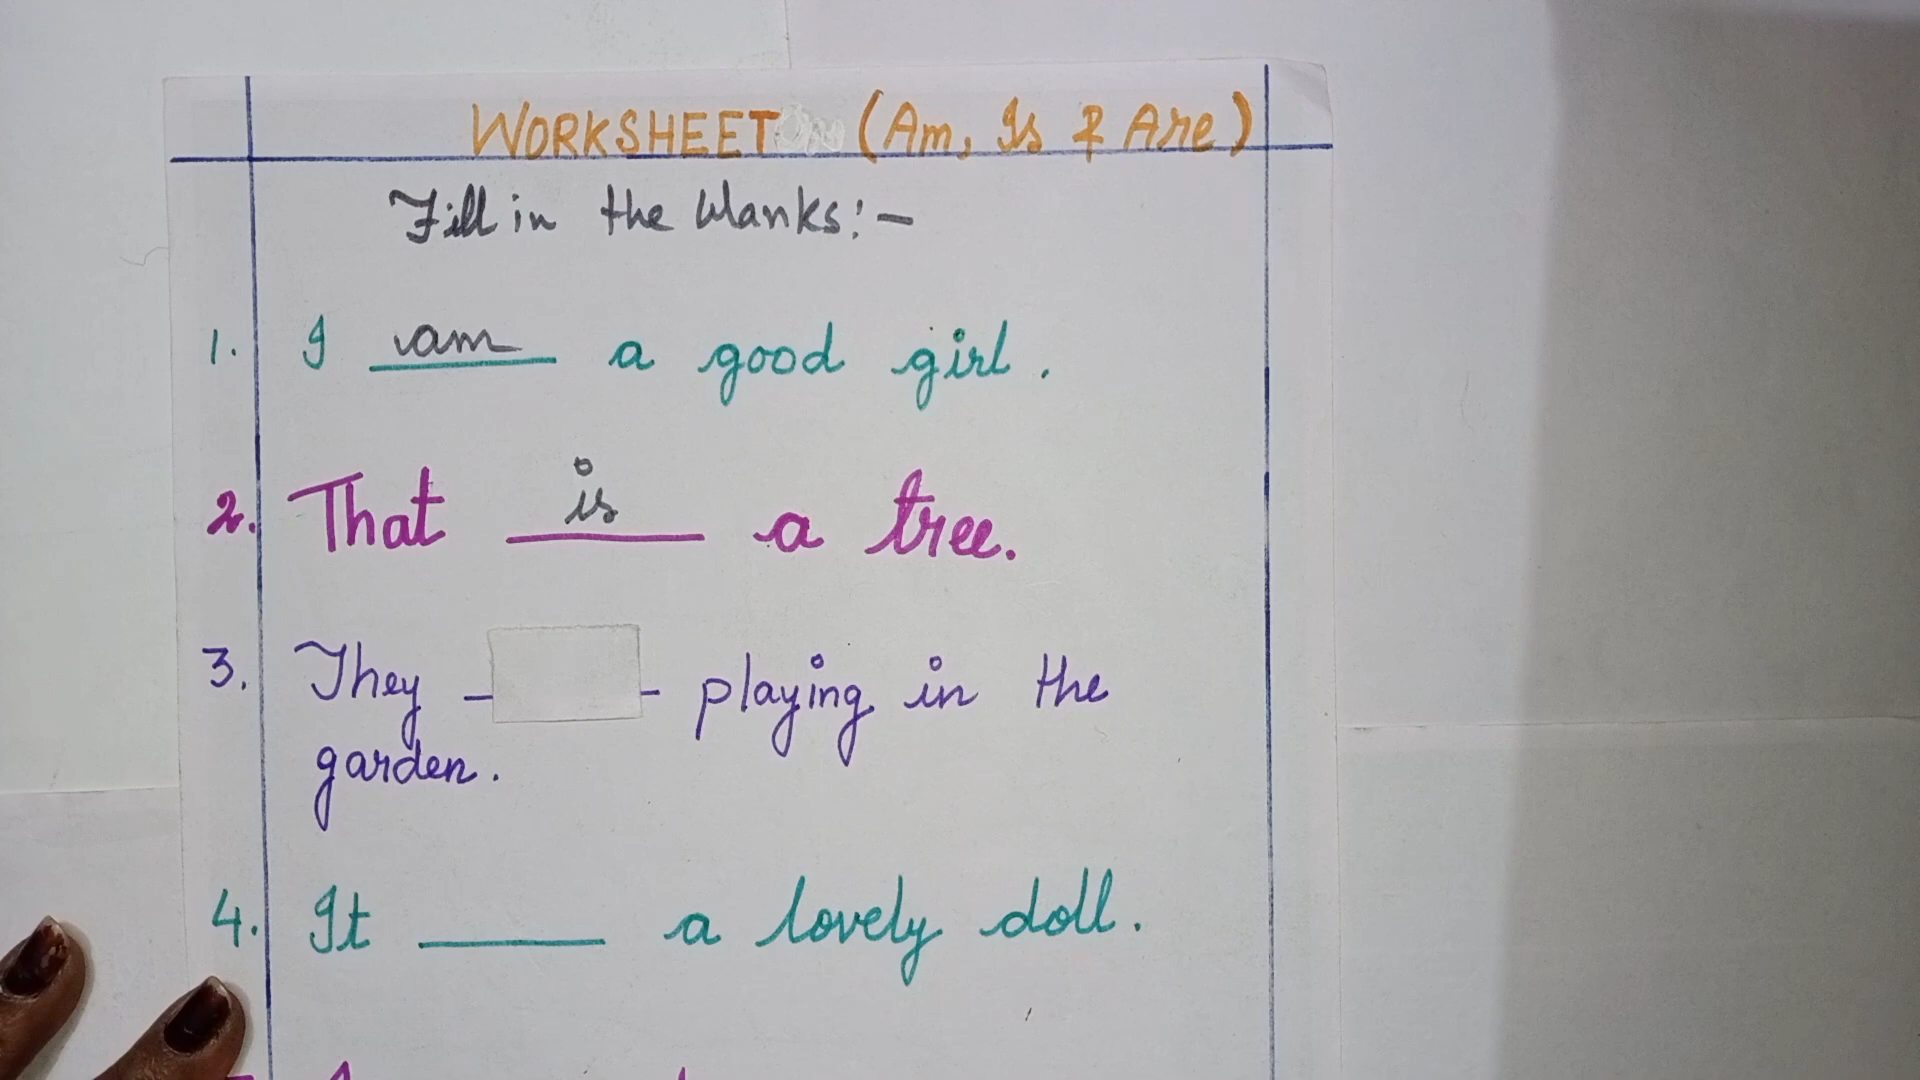 WORKSHEET (Am, Is & Are)
Fill in the blanks:-
1. I am a good girl.
2. That is a tree.
3. They playing in the
garden.
4. It ____ a lovely doll.